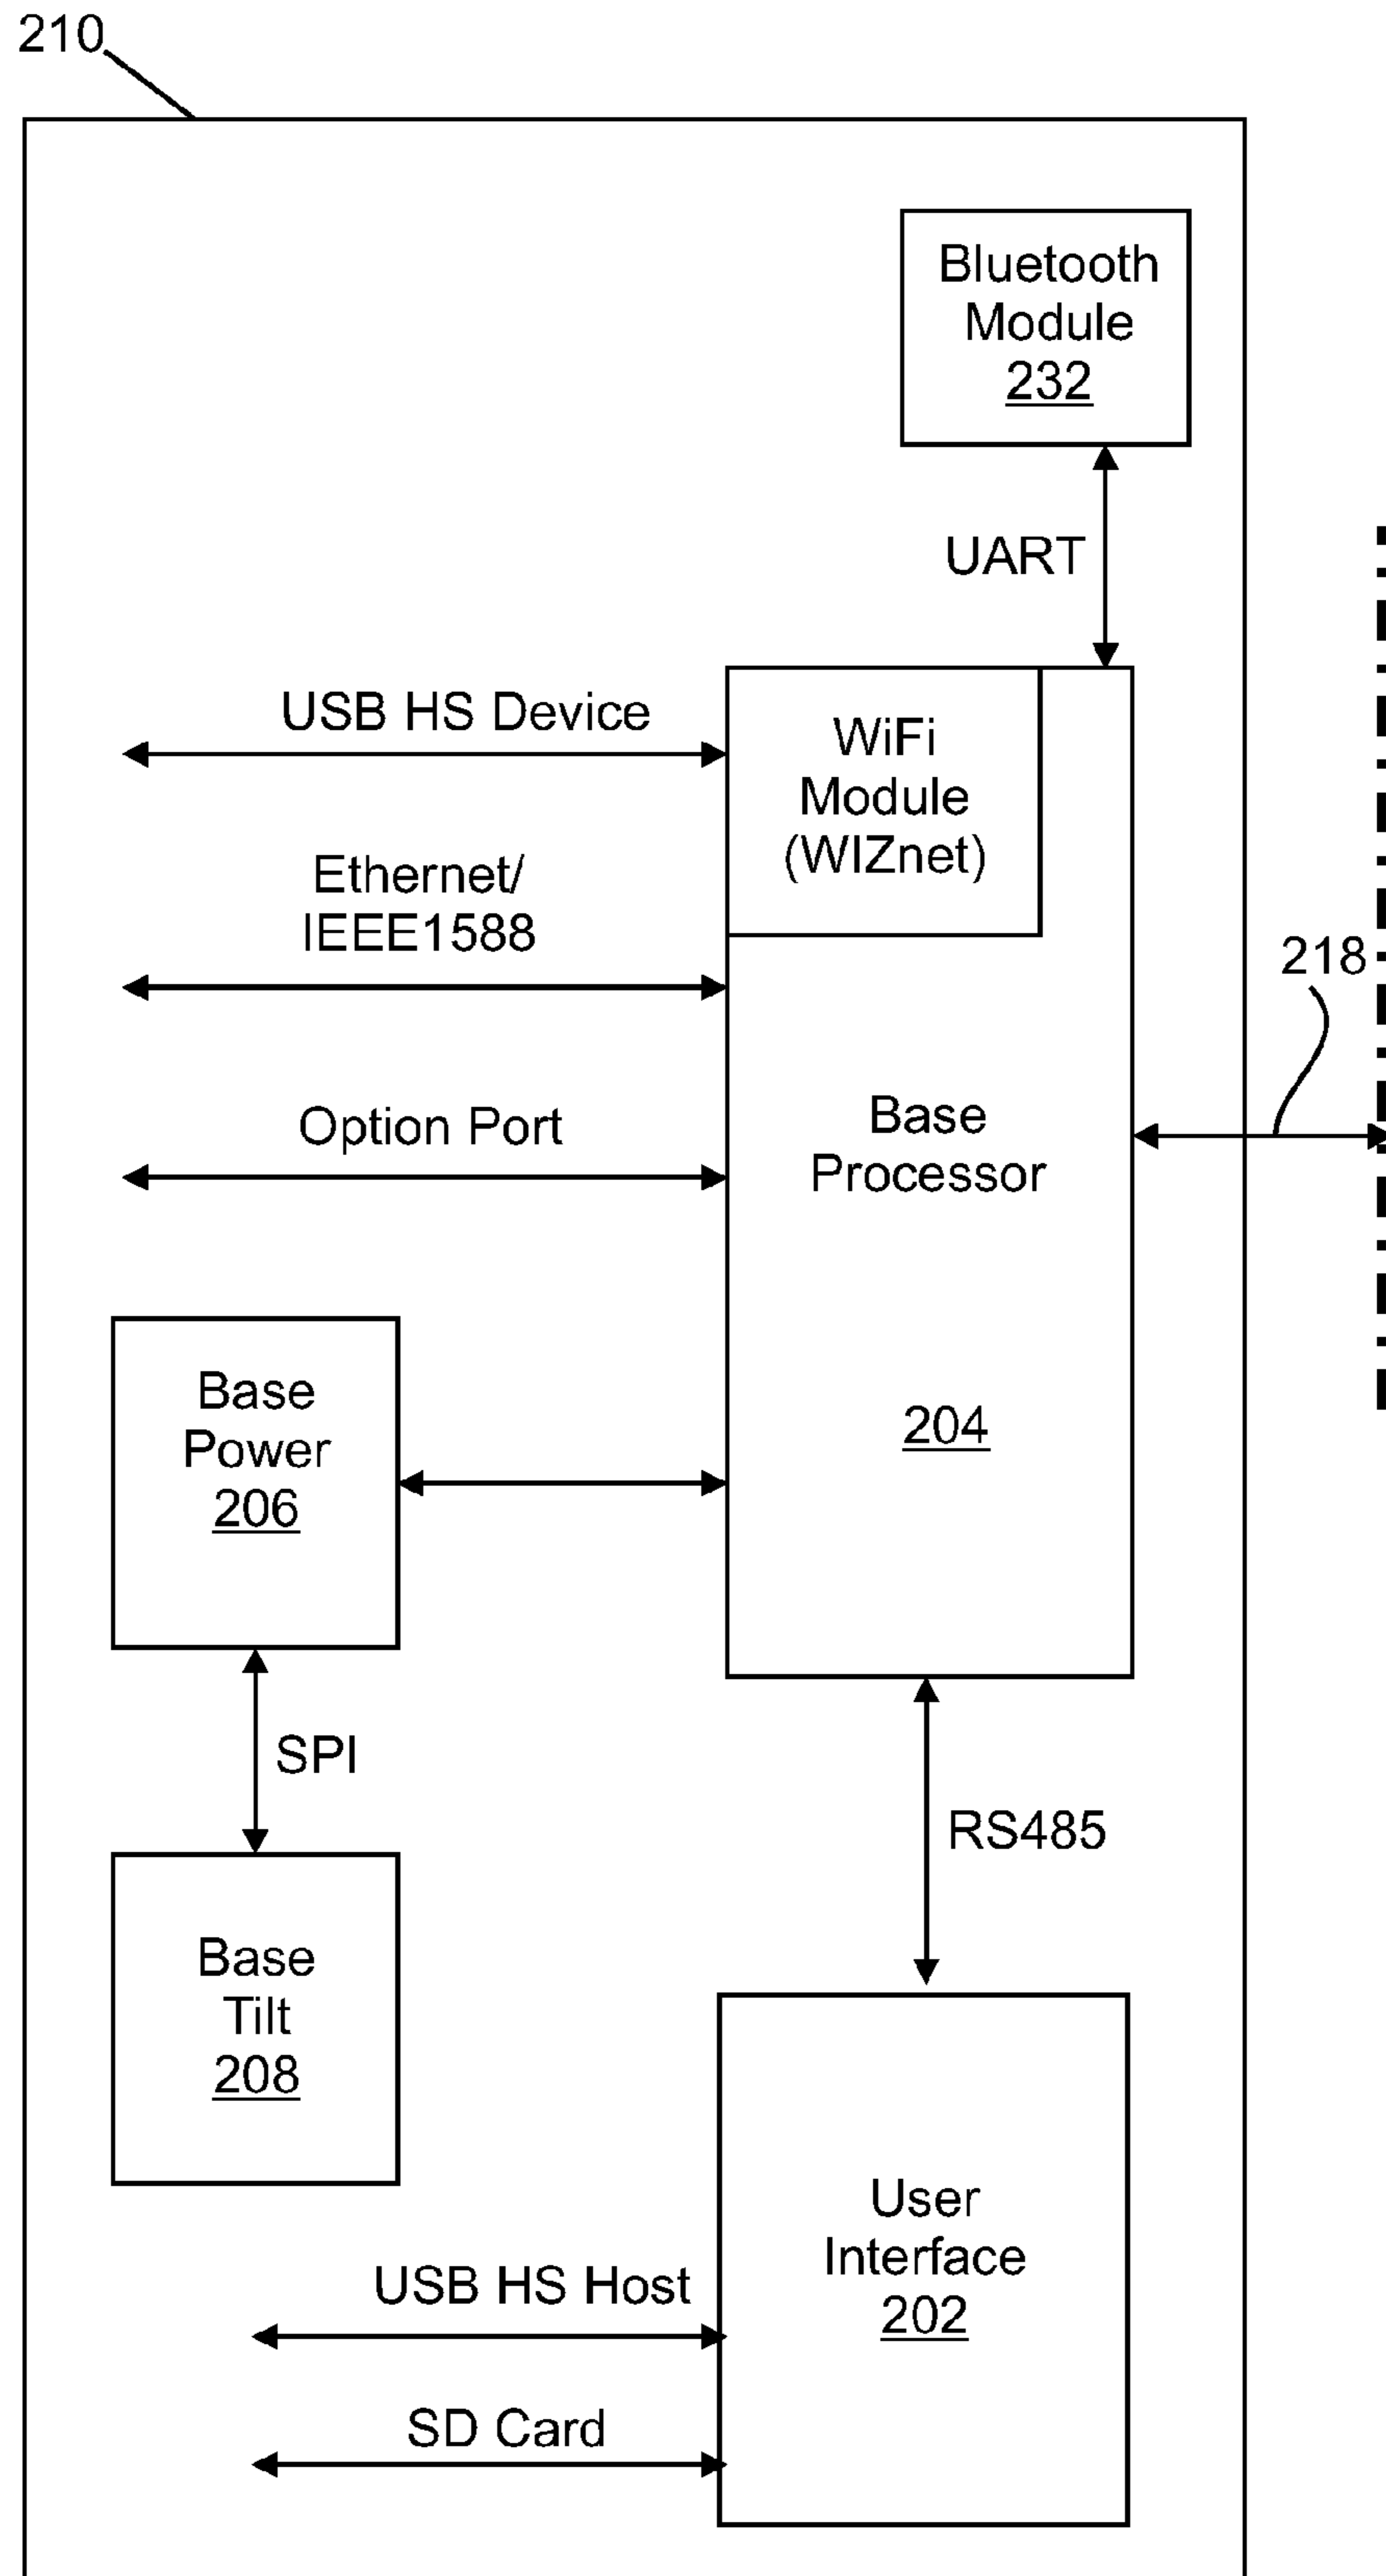 210
Bluetooth
Module
232
UART
USB HS Device
WiFi
Module
(WIZnet)
Ethernet/
IEEE1588
218
Option Port
Base
Processor
204
Base
Power
206
SPI
RS485
Base
Tilt
208
User
Interface
202
USB HS Host
SD Card